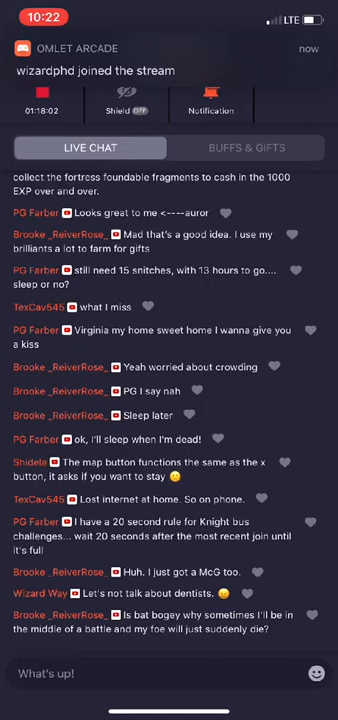 10:22
LTE
OMLET ARCADE
now
wizardphd joined the stream
01:18:02
Shield OFF
Notification
LIVE CHAT
BUFFS & GIFTS
collect the fortress foundable fragments to cash in the 1000
EXP over and over.
PG Farber Looks great to me <----auror
Brooke _ReiverRose_ Mad that's a good idea. I use my
brilliants a lot to farm for gifts
PG Farber still need 15 snitches, with 13 hours to go....
sleep or no?
TexCav545 what I miss
PG Farber Virginia my home sweet home I wanna give you
a kiss
Brooke _ReiverRose_ Yeah worried about crowding
Brooke _ReiverRose_ PG I say nah
Brooke _ReiverRose_ Sleep later
PG Farber ok, I'll sleep when I'm dead!
Shidela The map button functions the same as the x
button, it asks if you want to stay
TexCav545 Lost internet at home. So on phone.
PG Farber I have a 20 second rule for Knight bus
challenges... wait 20 seconds after the most recent join until
it's full
Brooke _ReiverRose_ Huh. I just got a McG too.
Wizard Way Let's not talk about dentists.
Brooke _ReiverRose_ Is bat bogey why sometimes I'll be in
the middle of a battle and my foe will just suddenly die?
What's up!